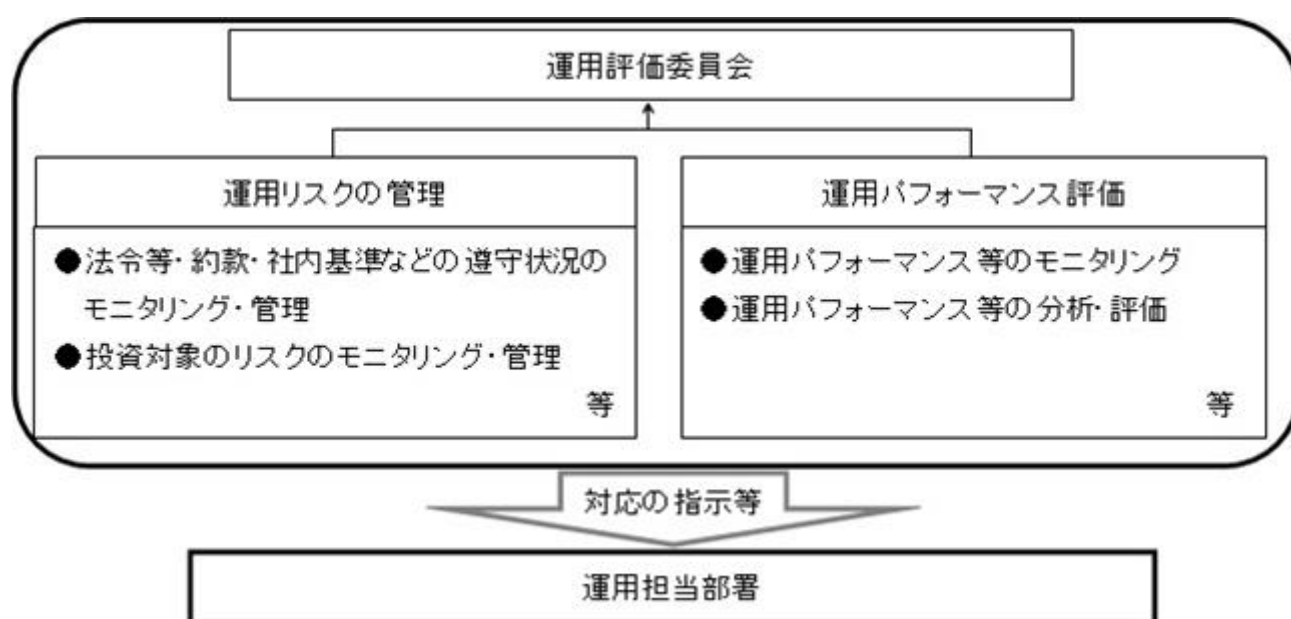 運用評価委員会
運用リスクの管理
●法令等・約款・社内基準などの遵守状況の
モニタリング・管理
●投資対象のリスクのモニタリング・管理
等
運用パフォーマンス評価
●運用パフォーマンス等のモニタリング
●運用パフォーマンス等の分析・評価
等
対応の指示等
運用担当部署